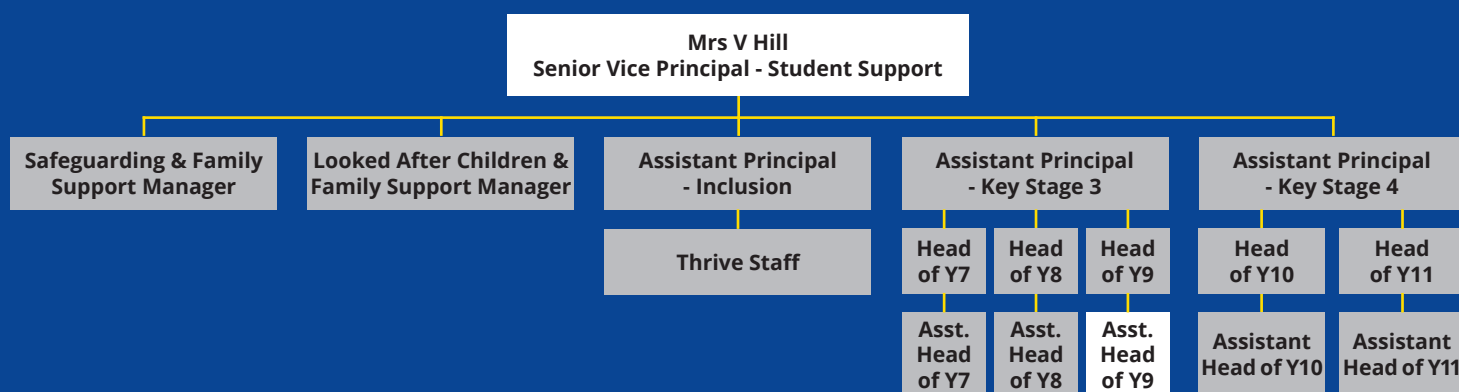 Mrs V Hill
Senior Vice Principal - Student Support
Safeguarding & Family
Support Manager
Looked After Children &
Family Support Manager
Assistant Principal
- Inclusion
Assistant Principal
- Key Stage 3
Assistant Principal
- Key Stage 4
Thrive Staff
Head
of Y7
Head
of Y8
Head
of Y9
Head
of Y10
Head
of Y11
Asst.
Head
of Y7
Asst.
Head
of Y8
Asst.
Head
of Y9
Assistant
Head of Y10
Assistant
Head of Y11